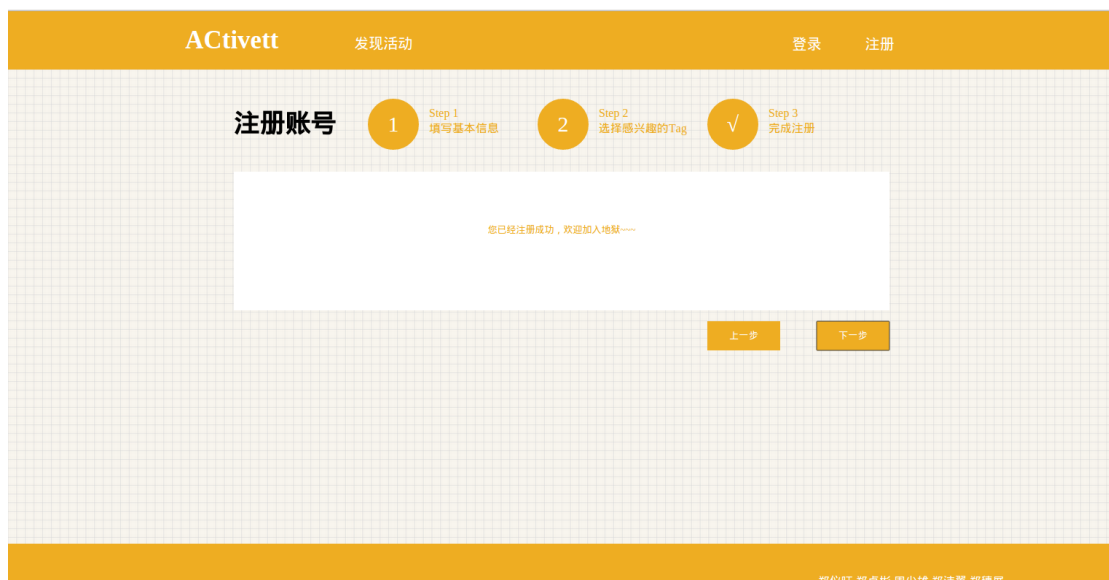 ACtivett
发现活动
登录
注册
注册账号
1
Step 1
填写基本信息
2
Step 2
选择感兴趣的Tag
√
Step 3
完成注册
您已经注册成功，欢迎加入地狱~~~
上一步
下一步